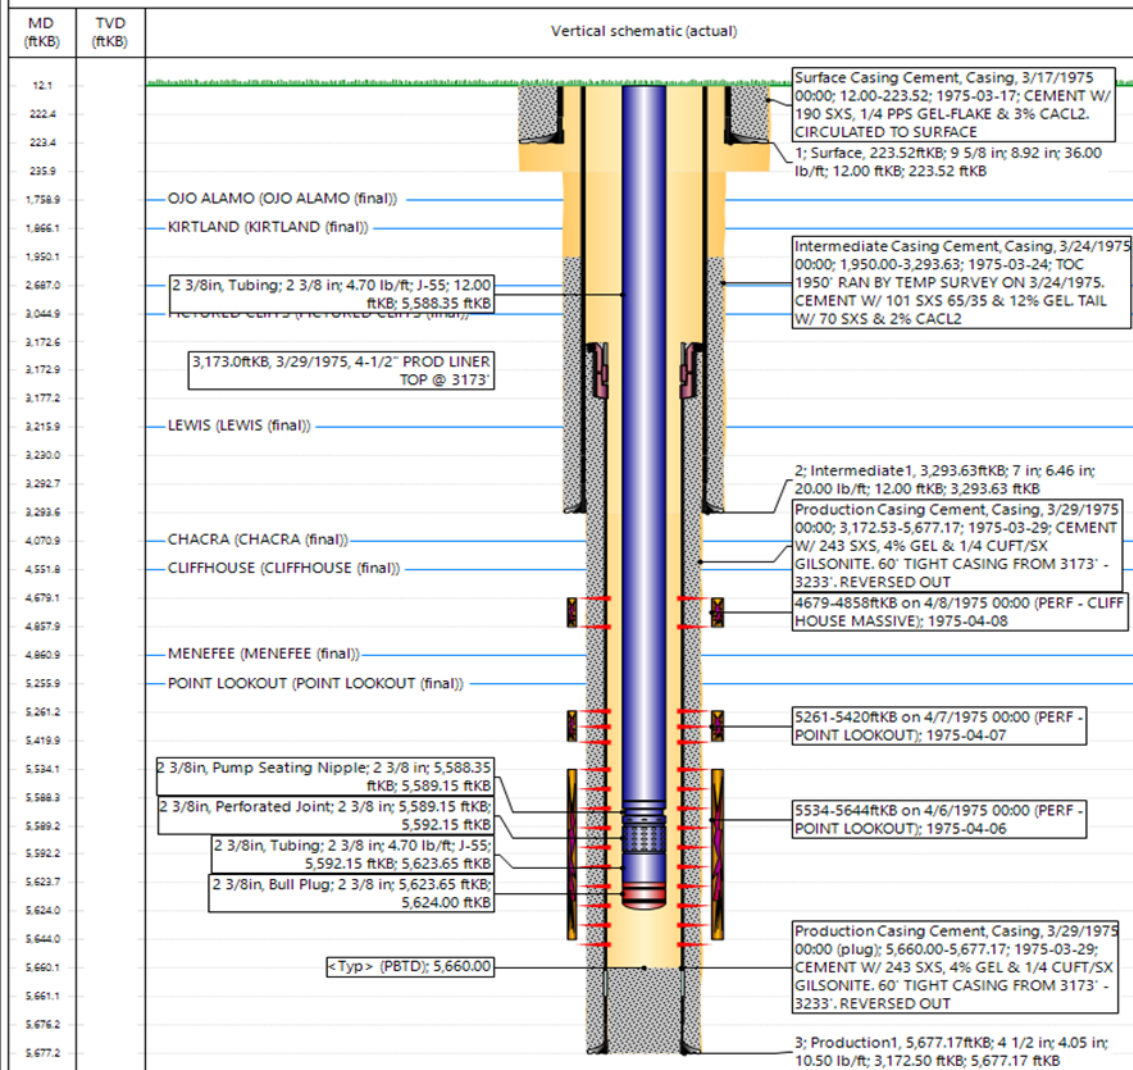 MD
(ftKB)
TVD
(ftKB)
Vertical schematic (actual)
12.1
222.4
223.4
235.9
1,758.9
1,866.1
1,950.1
2,687.0
3,044.9
3,172.6
3,172.9
3,177.2
3,215.9
3,230.0
3,292.7
3,293.6
4,070.9
4,551.8
4,679.1
4,857.9
4,860.9
5,255.9
5,261.2
5,419.9
5,534.1
5,588.3
5,589.2
5,592.2
5,623.7
5,624.0
5,644.0
5,660.1
5,661.1
5,676.2
5,677.2
OJO ALAMO (OJO ALAMO (final))
KIRTLAND (KIRTLAND (final))
2 3/8in, Tubing; 2 3/8 in; 4.70 lb/ft; J-55; 12.00
ftKB; 5,588.35 ftKB
PICTURED CLIFFS (PICTURED CLIFFS (final))
3,173.0ftKB, 3/29/1975, 4-1/2" PROD LINER
TOP @ 3173'
LEWIS (LEWIS (final))
CHACRA (CHACRA (final))
CLIFFHOUSE (CLIFFHOUSE (final))
MENEFEE (MENEFEE (final))
POINT LOOKOUT (POINT LOOKOUT (final))
2 3/8in, Pump Seating Nipple; 2 3/8 in; 5,588.35
ftKB; 5,589.15 ftKB
2 3/8in, Perforated Joint; 2 3/8 in; 5,589.15 ftKB;
5,592.15 ftKB
2 3/8in, Tubing; 2 3/8 in; 4.70 lb/ft; J-55;
5,592.15 ftKB; 5,623.65 ftKB
2 3/8in, Bull Plug; 2 3/8 in; 5,623.65 ftKB;
5,624.00 ftKB
<Typ> (PBTD); 5,660.00
Surface Casing Cement, Casing, 3/17/1975
00:00; 12.00-223.52; 1975-03-17; CEMENT W/
190 SXS, 1/4 PPS GEL-FLAKE & 3% CACL2.
CIRCULATED TO SURFACE
1; Surface, 223.52ftKB; 9 5/8 in; 8.92 in; 36.00
lb/ft; 12.00 ftKB; 223.52 ftKB
Intermediate Casing Cement, Casing, 3/24/1975
00:00; 1,950.00-3,293.63; 1975-03-24; TOC
1950' RAN BY TEMP SURVEY ON 3/24/1975.
CEMENT W/ 101 SXS 65/35 & 12% GEL. TAIL
W/ 70 SXS & 2% CACL2
2; Intermediate1, 3,293.63ftKB; 7 in; 6.46 in;
20.00 lb/ft; 12.00 ftKB; 3,293.63 ftKB
Production Casing Cement, Casing, 3/29/1975
00:00; 3,172.53-5,677.17; 1975-03-29; CEMENT
W/ 243 SXS, 4% GEL & 1/4 CUFT/SX
GILSONITE. 60' TIGHT CASING FROM 3173' -
3233'. REVERSED OUT
4679-4858ftKB on 4/8/1975 00:00 (PERF - CLIFF
HOUSE MASSIVE); 1975-04-08
5261-5420ftKB on 4/7/1975 00:00 (PERF -
POINT LOOKOUT); 1975-04-07
5534-5644ftKB on 4/6/1975 00:00 (PERF -
POINT LOOKOUT); 1975-04-06
Production Casing Cement, Casing, 3/29/1975
00:00 (plug); 5,660.00-5,677.17; 1975-03-29;
CEMENT W/ 243 SXS, 4% GEL & 1/4 CUFT/SX
GILSONITE. 60' TIGHT CASING FROM 3173' -
3233'. REVERSED OUT
3; Production1, 5,677.17ftKB; 4 1/2 in; 4.05 in;
10.50 lb/ft; 3,172.50 ftKB; 5,677.17 ftKB